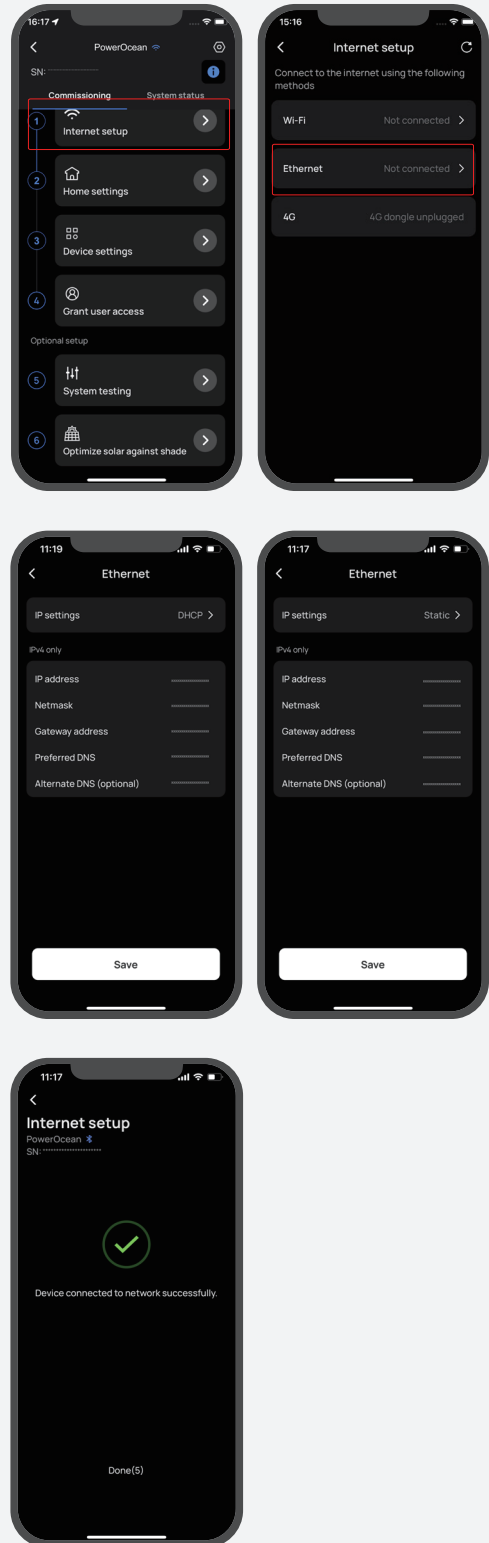 16:17
PowerOcean
SN:
Commissioning System status
1
Internet setup
2
Home settings
3
Device settings
4
Grant user access
Optional setup
5
System testing
6
Optimize solar against shade
15:16
Internet setup
Connect to the internet using the following
methods
Wi-Fi Not connected
Ethernet Not connected
4G 4G dongle unplugged
11:19
Ethernet
IP settings DHCP
IPv4 only
IP address
Netmask
Gateway address
Preferred DNS
Alternate DNS (optional)
Save
11:17
Ethernet
IP settings Static
IPv4 only
IP address
Netmask
Gateway address
Preferred DNS
Alternate DNS (optional)
Save
11:17
Internet setup
PowerOcean
SN:
Device connected to network successfully.
Done(5)